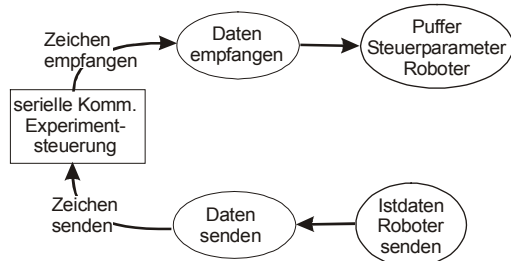 Zeichen
empfangen
Daten
empfangen
Puffer
Steuerparameter
Roboter
serielle Komm.
Experiment-
steuerung
Zeichen
senden
Daten
senden
Istdaten
Roboter
senden